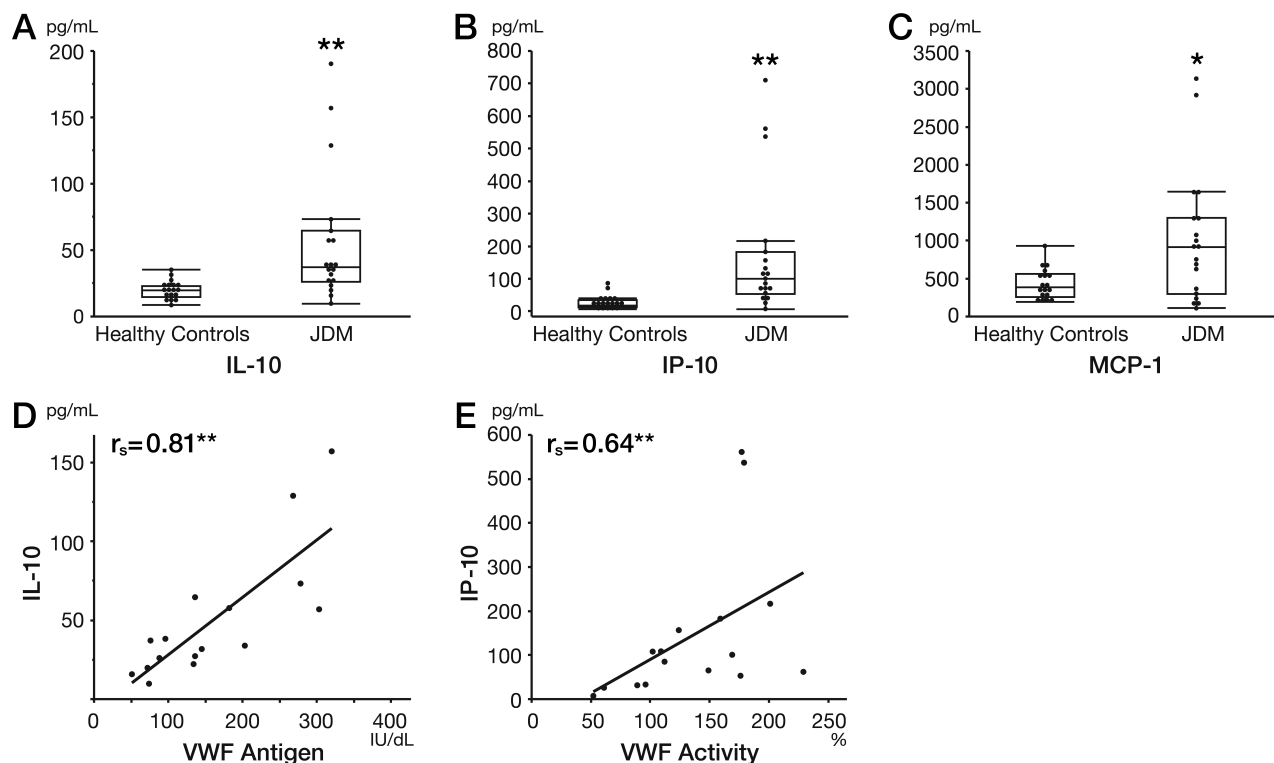 A pg/mL
200
150
100
50
0
**
Healthy Controls JDM
IL-10
B pg/mL
800
700
600
500
400
300
200
100
0
**
Healthy Controls JDM
IP-10
C pg/mL
3500
3000
2500
2000
1500
1000
500
0
*
Healthy Controls JDM
MCP-1
D pg/mL
rs=0.81**
150
100
50
IL-10
0 100 200 300 400
IU/dL
VWF Antigen
E pg/mL
rs=0.64**
600
500
400
300
200
100
0
IP-10
0 50 100 150 200 250
%
VWF Activity